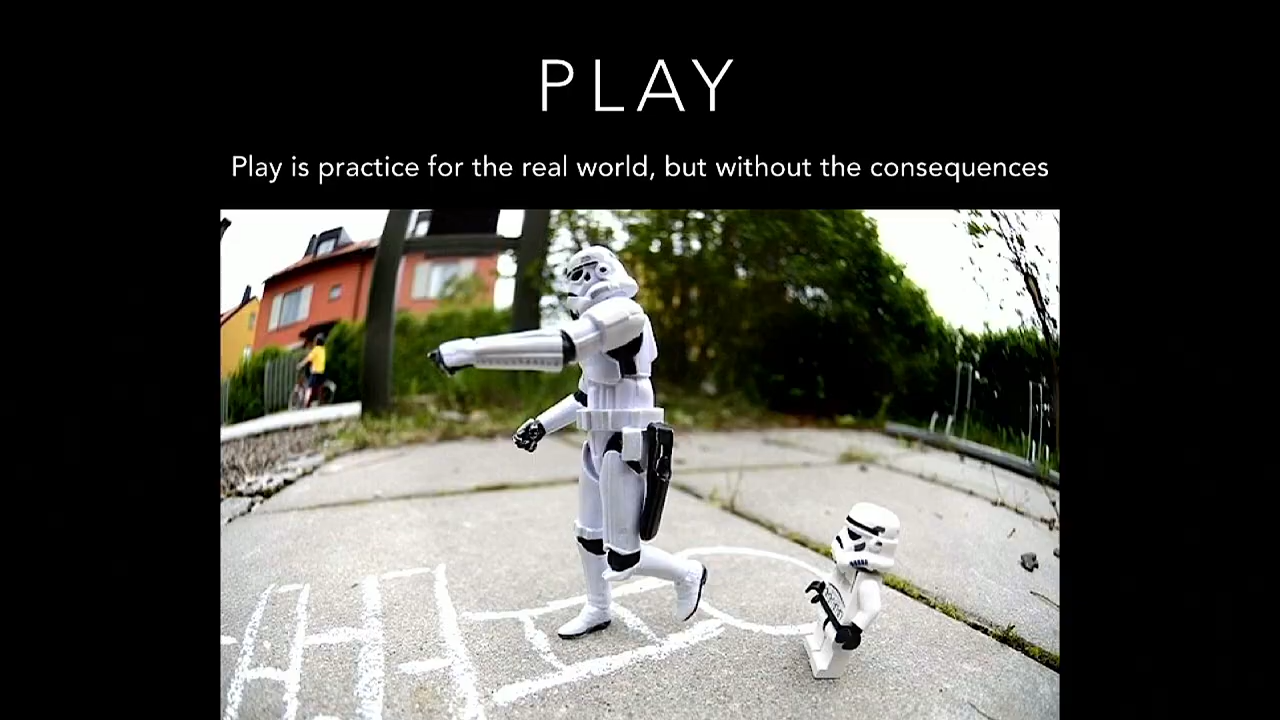 PLAY
Play is practice for the real world, but without the consequences